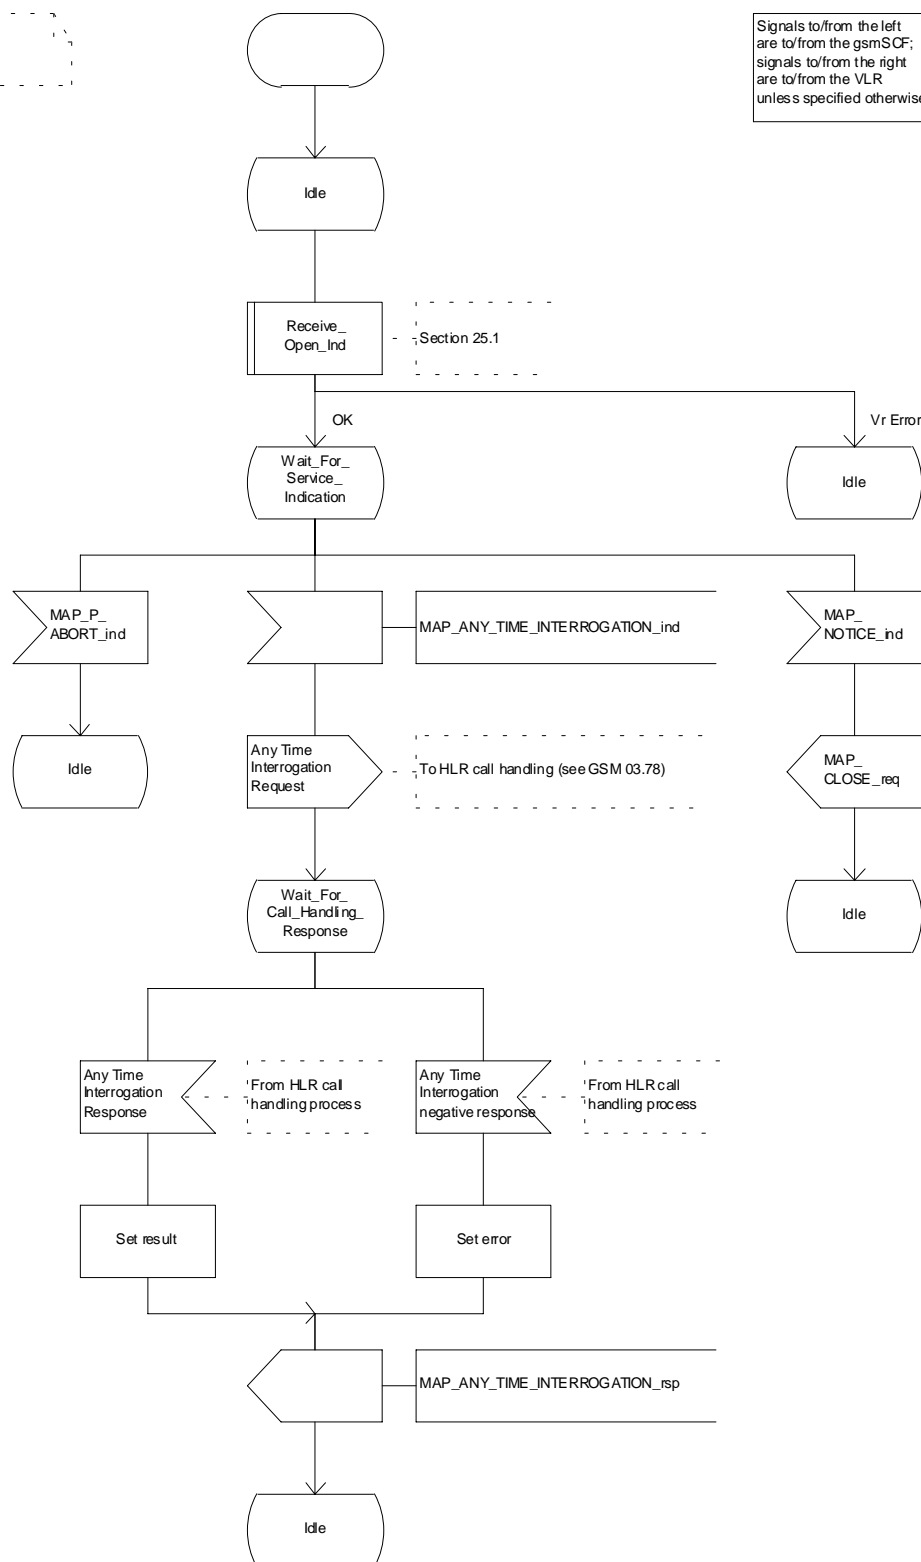 Signals to/from the left
are to/from the gsmSCF;
signals to/from the right
are to/from the VLR
unless specified otherwise
Idle
Receive_
Open_Ind
Section 25.1
OK
Vr Error
Wait_For_
Service_
Indication
Idle
MAP_P_
ABORT_ind
MAP_ANY_TIME_INTERROGATION_ind
MAP_
NOTICE_ind
Idle
Any Time
Interrogation
Request
To HLR call handling (see GSM 03.78)
MAP_
CLOSE_req
Wait_For_
Call_Handling_
Response
Idle
Any Time
Interrogation
Response
From HLR call
handling process
Any Time
Interrogation
negative response
From HLR call
handling process
Set result
Set error
MAP_ANY_TIME_INTERROGATION_rsp
Idle